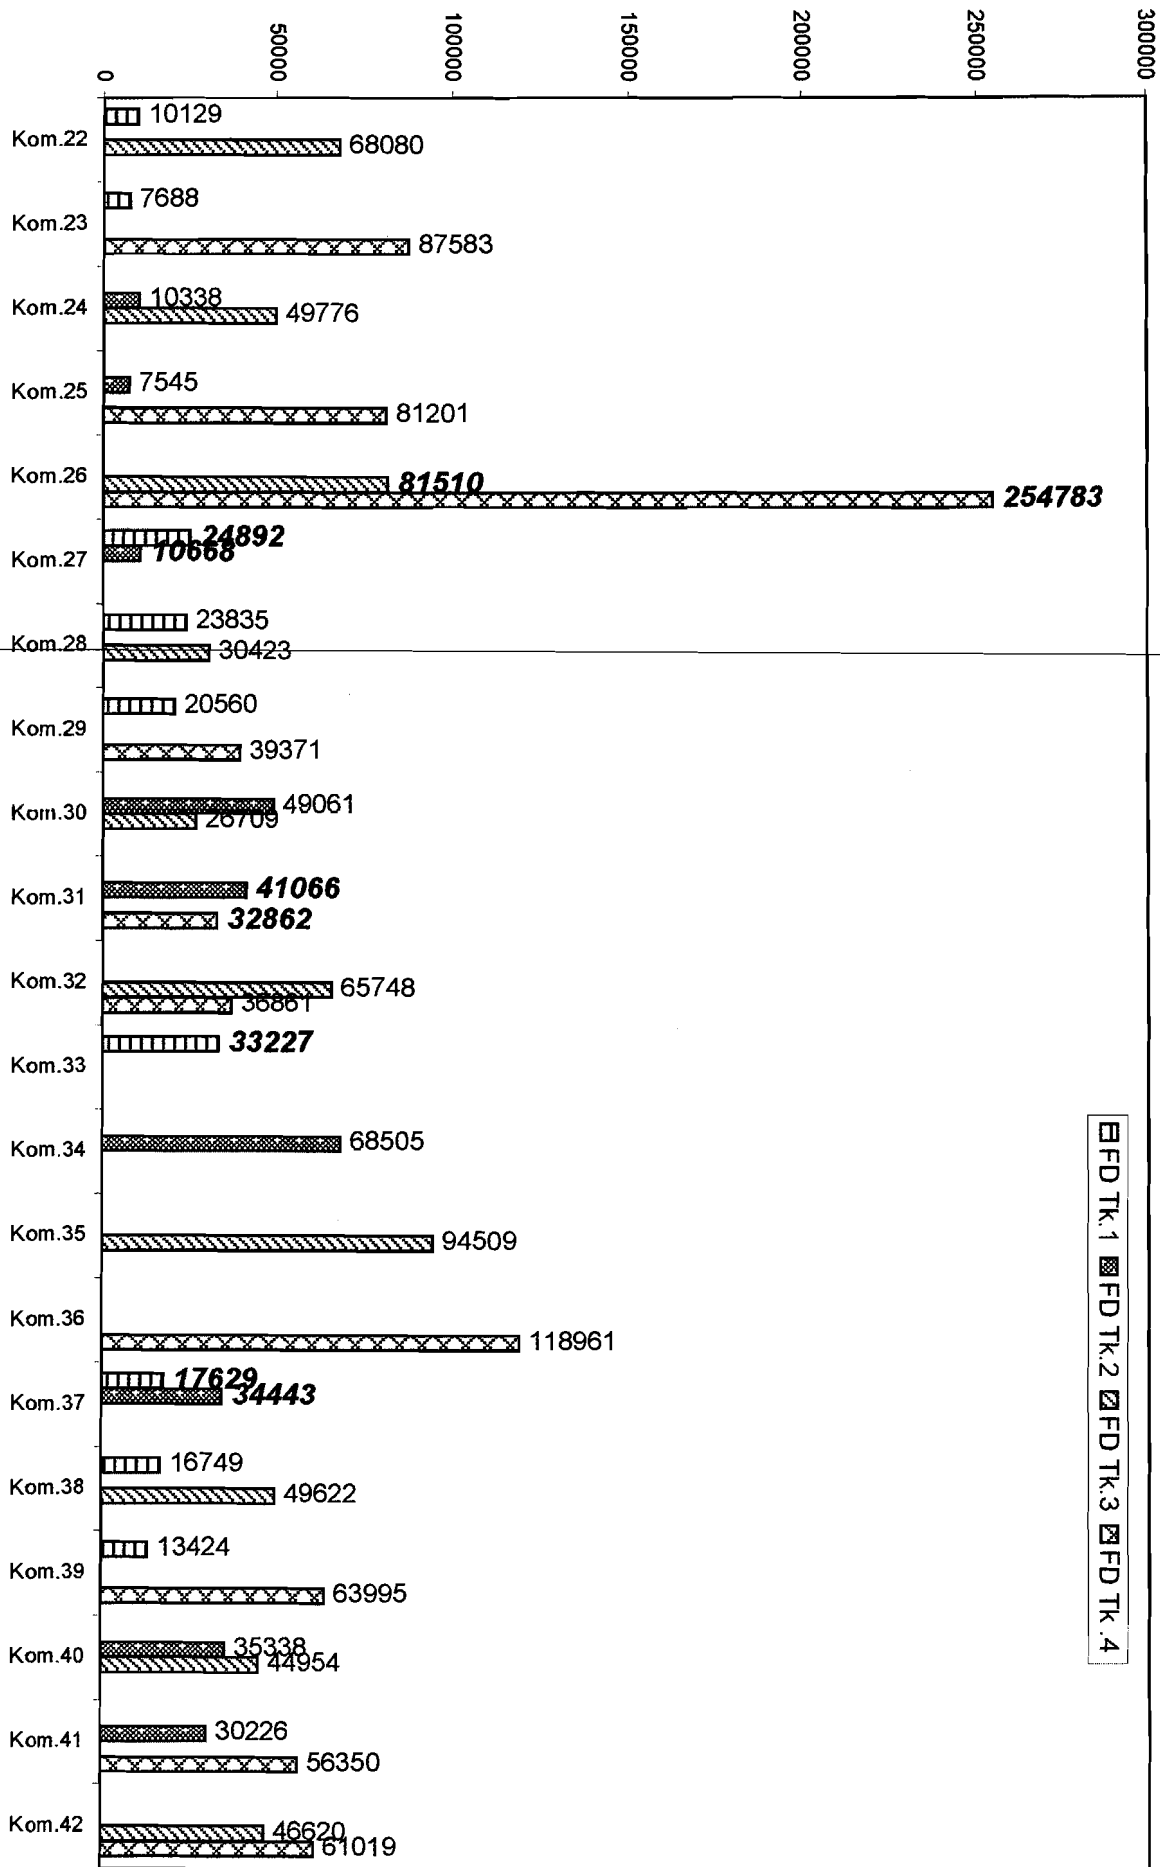 300000
250000
200000
150000
100000
50000
0
Kom.22 10129
68080
Kom.23 7688
87583
Kom.24 10338
49776
Kom.25 7545
81201
Kom.26 81510
254783
Kom.27 24892
10668
Kom.28 23835
30423
Kom.29 20560
39371
Kom.30 49061
26709
Kom.31 41066
32862
Kom.32 65748
36861
Kom.33 33227
Kom.34 68505
Kom.35 94509
Kom.36 118961
Kom.37 17629
34443
Kom.38 16749
49622
Kom.39 13424
63995
Kom.40 35338
44954
Kom.41 30226
56350
Kom.42 46620
61019
FD Tk.1 FD Tk.2 FD Tk.3 FD Tk .4